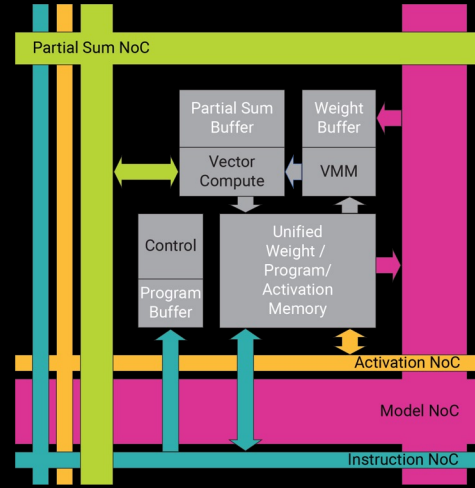 Partial Sum NoC
Partial Sum
Buffer
Weight
Buffer
Vector
Compute
VMM
Control
Program
Buffer
Unified
Weight /
Program/
Activation
Memory
Activation NoC
Model NoC
Instruction NoC